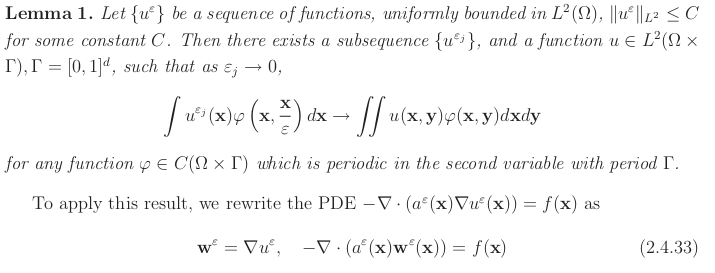 Lemma 1. Let {u^ε} be a sequence of functions, uniformly bounded in L²(Ω), ‖u^ε‖_{L²} ≤ C
for some constant C. Then there exists a subsequence {u^{ε_j}}, and a function u ∈ L²(Ω ×
Γ), Γ = [0, 1]^d, such that as ε_j → 0,
∫ u^{ε_j}(x)φ(x, x/ε) dx → ∬ u(x, y)φ(x, y)dxdy
for any function φ ∈ C(Ω × Γ) which is periodic in the second variable with period Γ.
To apply this result, we rewrite the PDE −∇ · (a^ε(x)∇u^ε(x)) = f(x) as
w^ε = ∇u^ε, −∇ · (a^ε(x)w^ε(x)) = f(x) (2.4.33)